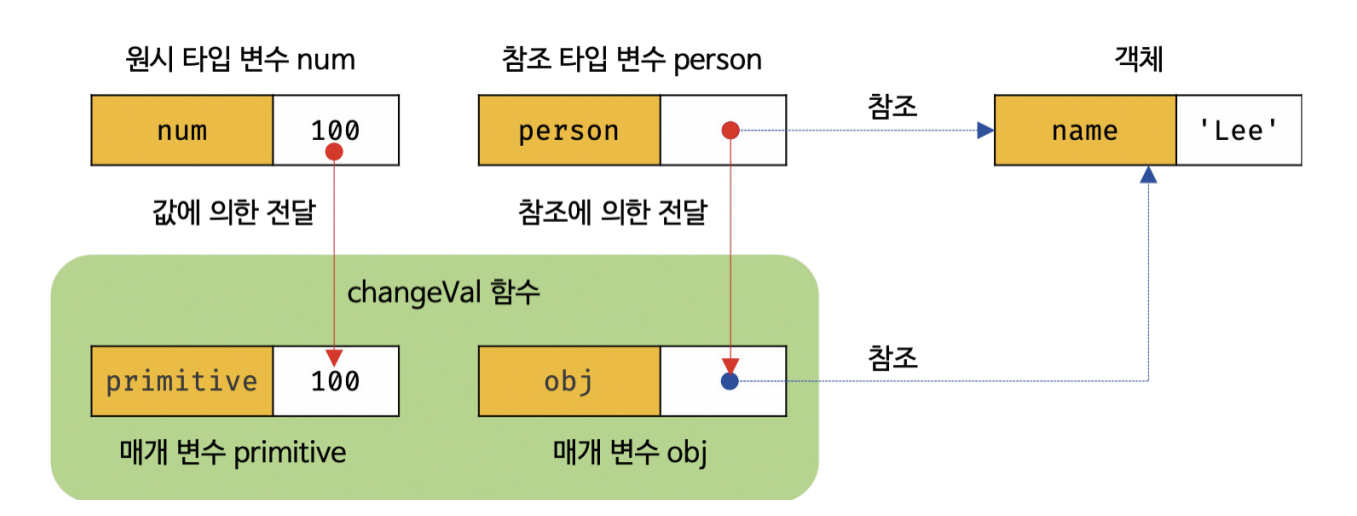 원시 타입 변수 num
참조 타입 변수 person
객체
num 100
person
참조
name 'Lee'
값에 의한 전달
참조에 의한 전달
changeVal 함수
primitive 100
obj
참조
매개 변수 primitive
매개 변수 obj